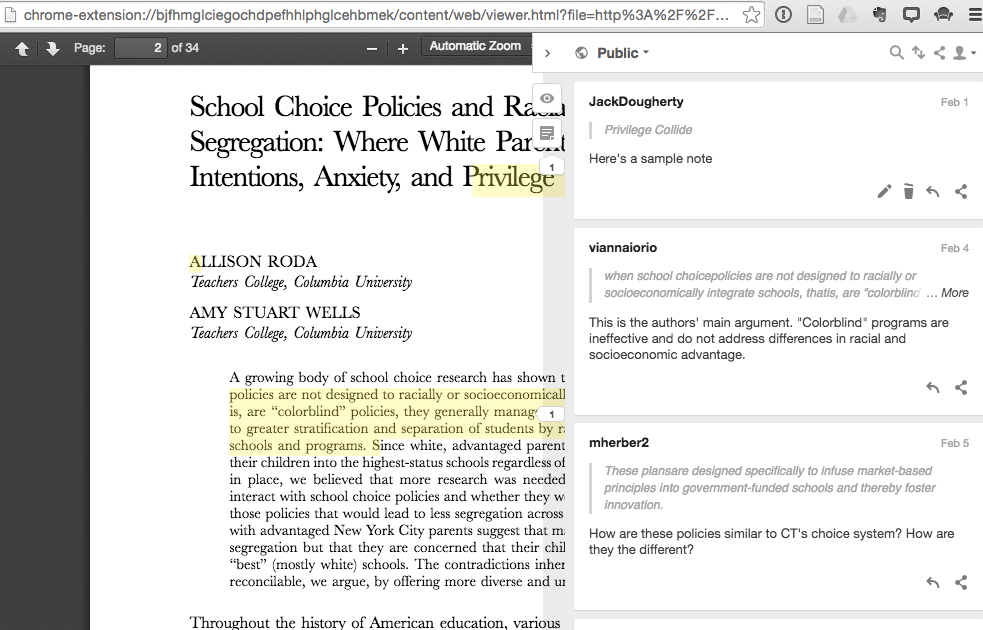 chrome-extension://bjfhmglciegochdpefhhlphglcehbmek/content/web/viewer.html?file=http%3A%2F%2F...
Page: 2 of 34
Automatic Zoom
School Choice Policies and Racia
Segregation: Where White Parent
Intentions, Anxiety, and Privilege
ALLISON RODA
Teachers College, Columbia University
AMY STUART WELLS
Teachers College, Columbia University
A growing body of school choice research has shown t
policies are not designed to racially or socioeconomicall
is, are “colorblind” policies, they generally manag
to greater stratification and separation of students by ra
schools and programs. Since white, advantaged parent
their children into the highest-status schools regardless of
in place, we believed that more research was needed
interact with school choice policies and whether they w
those policies that would lead to less segregation across
with advantaged New York City parents suggest that m
segregation but that they are concerned that their chil
“best” (mostly white) schools. The contradictions inher
reconcilable, we argue, by offering more diverse and u
Throughout the history of American education, various
1
1
Public
JackDougherty Feb 1
Privilege Collide
Here's a sample note
viannaiorio Feb 4
when school choicepolicies are not designed to racially or
socioeconomically integrate schools, thatis, are “colorblind ... More
This is the authors' main argument. "Colorblind" programs are
ineffective and do not address differences in racial and
socioeconomic advantage.
mherber2 Feb 5
These plansare designed specifically to infuse market-based
principles into government-funded schools and thereby foster
innovation.
How are these policies similar to CT's choice system? How are
they the different?